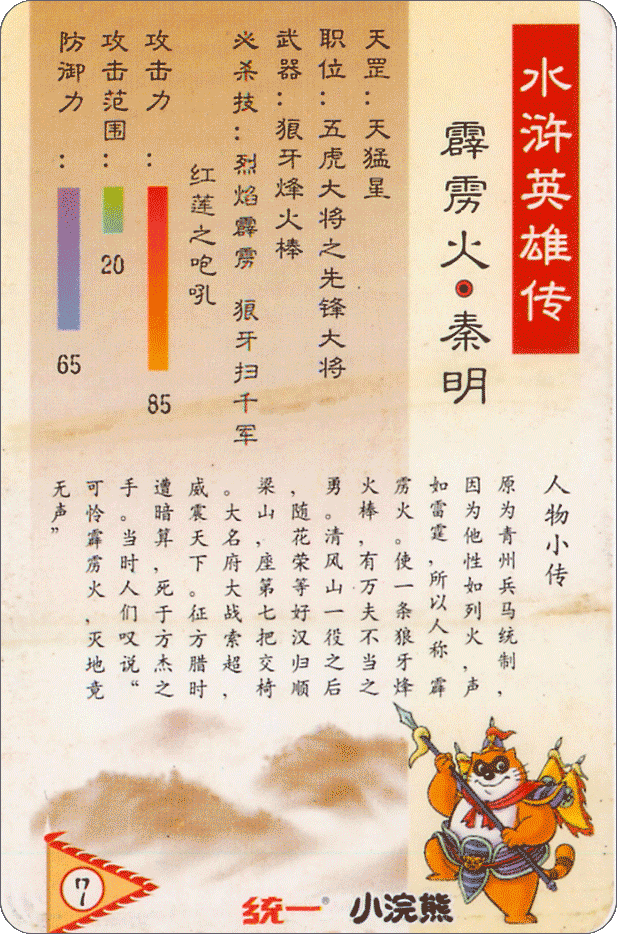 水浒英雄传
霹雳火·秦明
天罡：天猛星
职位：五虎大将之先锋大将
武器：狼牙烽火棒
必杀技：烈焰霹雳 狼牙扫千军
红莲之咆吼
攻击力：
85
攻击范围：
20
防御力：
65
人物小传
原为青州兵马统制，
因为他性如列火，声
如雷霆，所以人称“霹
雳火。使一条狼牙烽
火棒，有万夫不当之
勇。清风山一役之后
，随花荣等好汉归顺
梁山，座第七把交椅
。大名府大战索超，
威震天下。征方腊时
遭暗算，死于方杰之
手。当时人们叹说“
可怜霹雳火，灭地竟
无声”
7
统一® 小浣熊